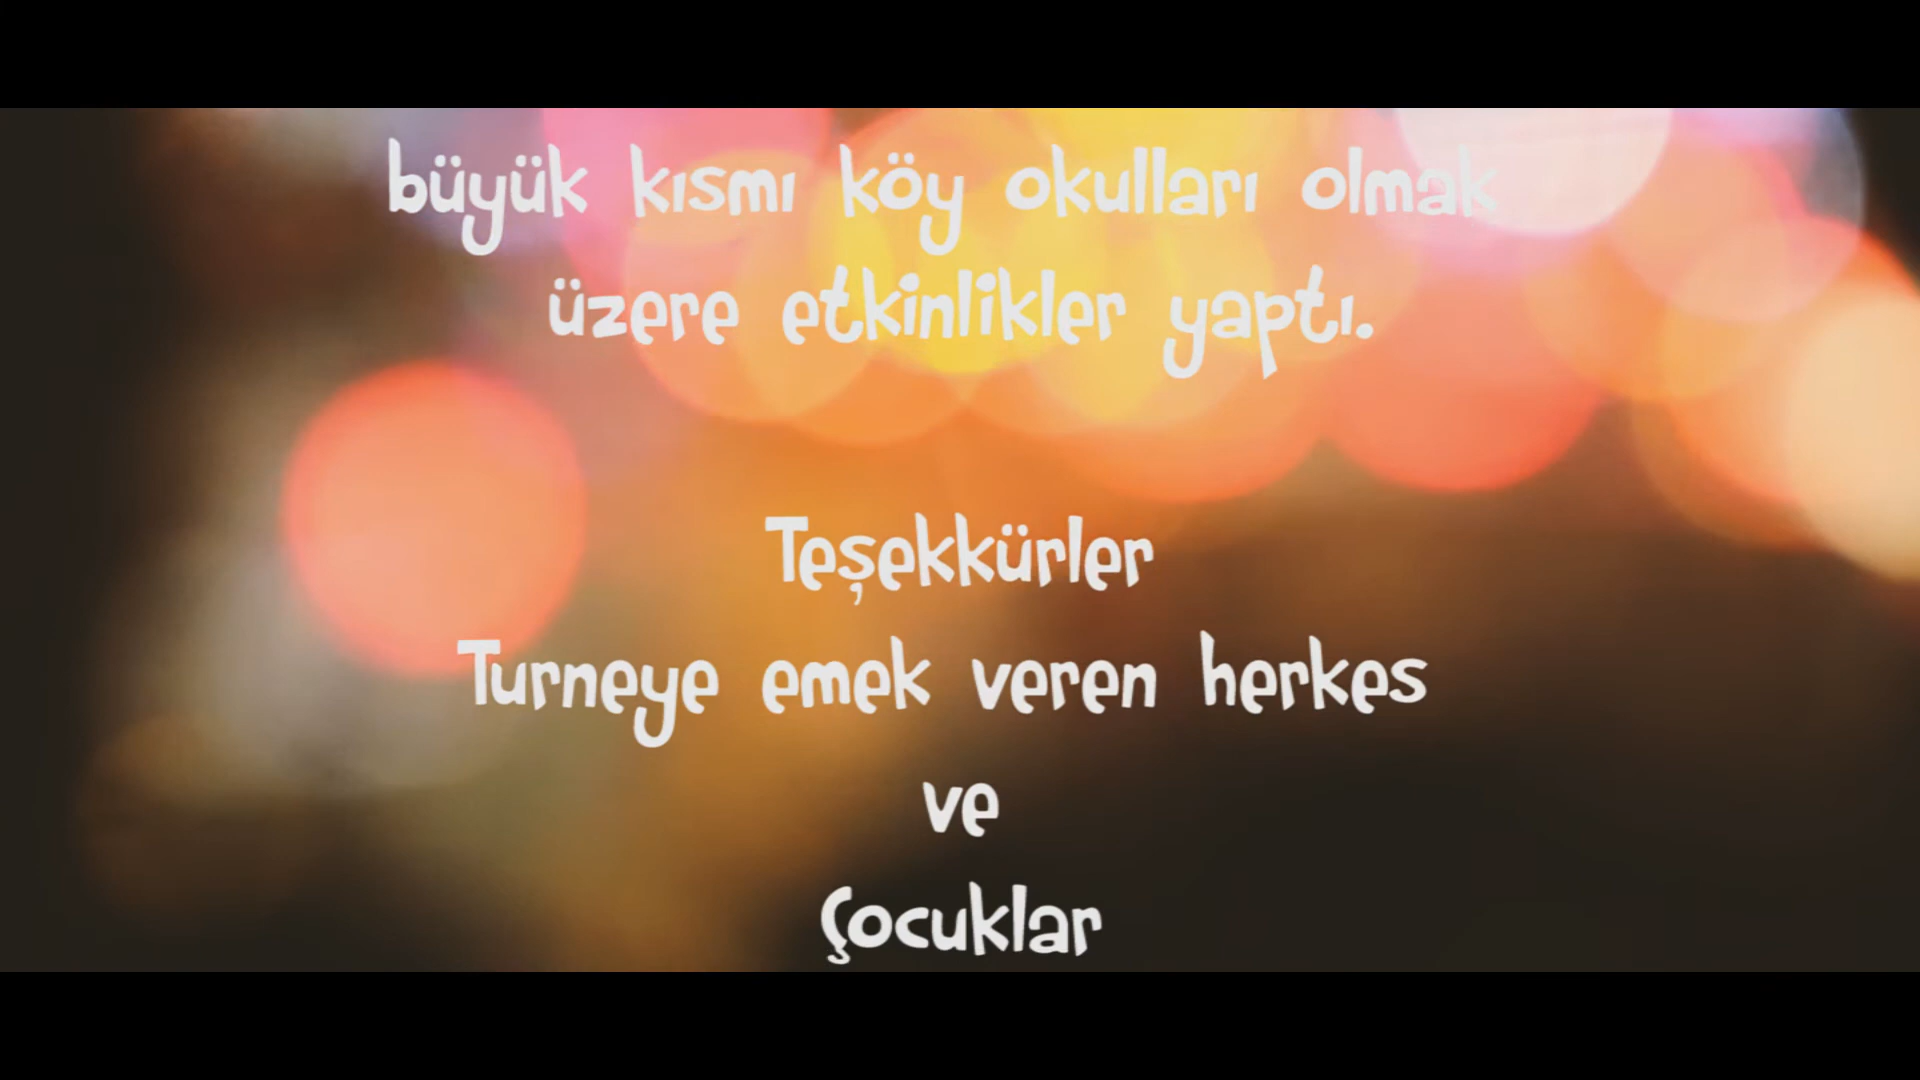 büyük kısmı köy okulları olmak
üzere etkinlikler yaptı.
Teşekkürler
Turneye emek veren herkes
ve
Çocuklar